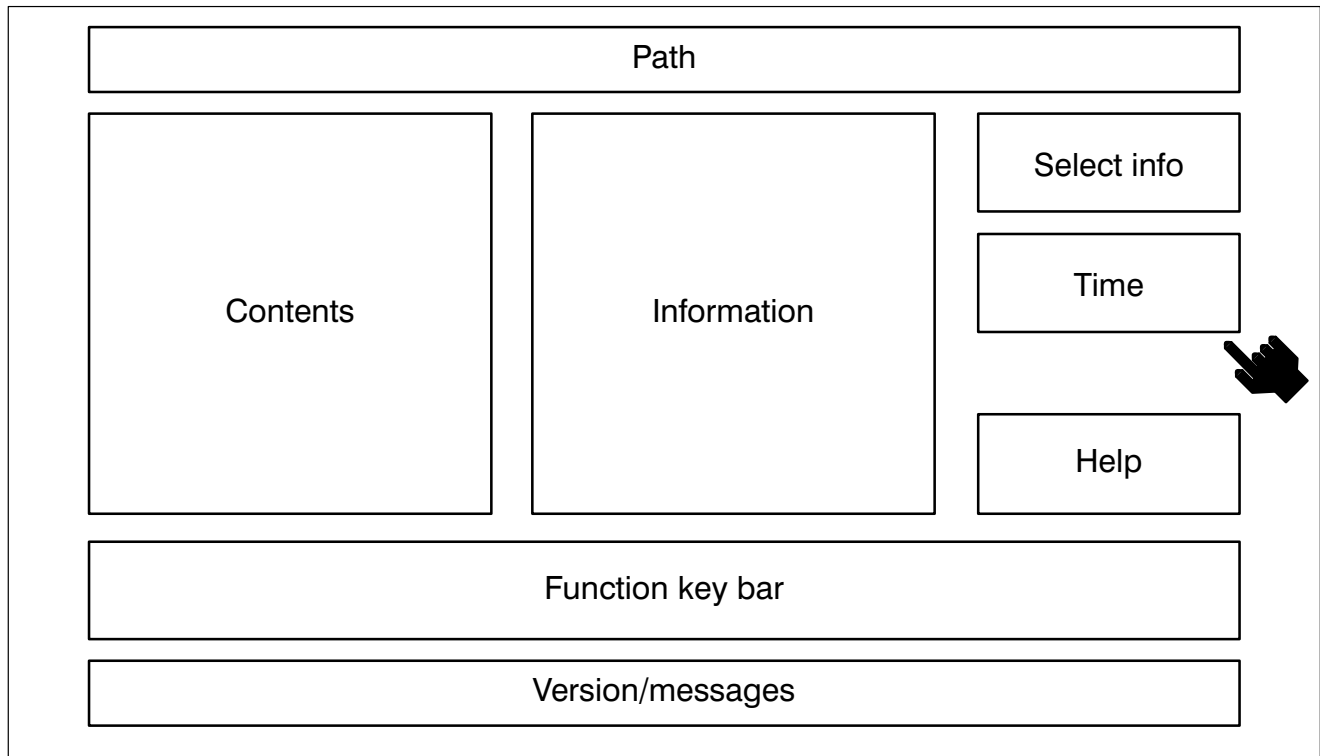 Path
Contents
Information
Select info
Time
Help
Function key bar
Version/messages